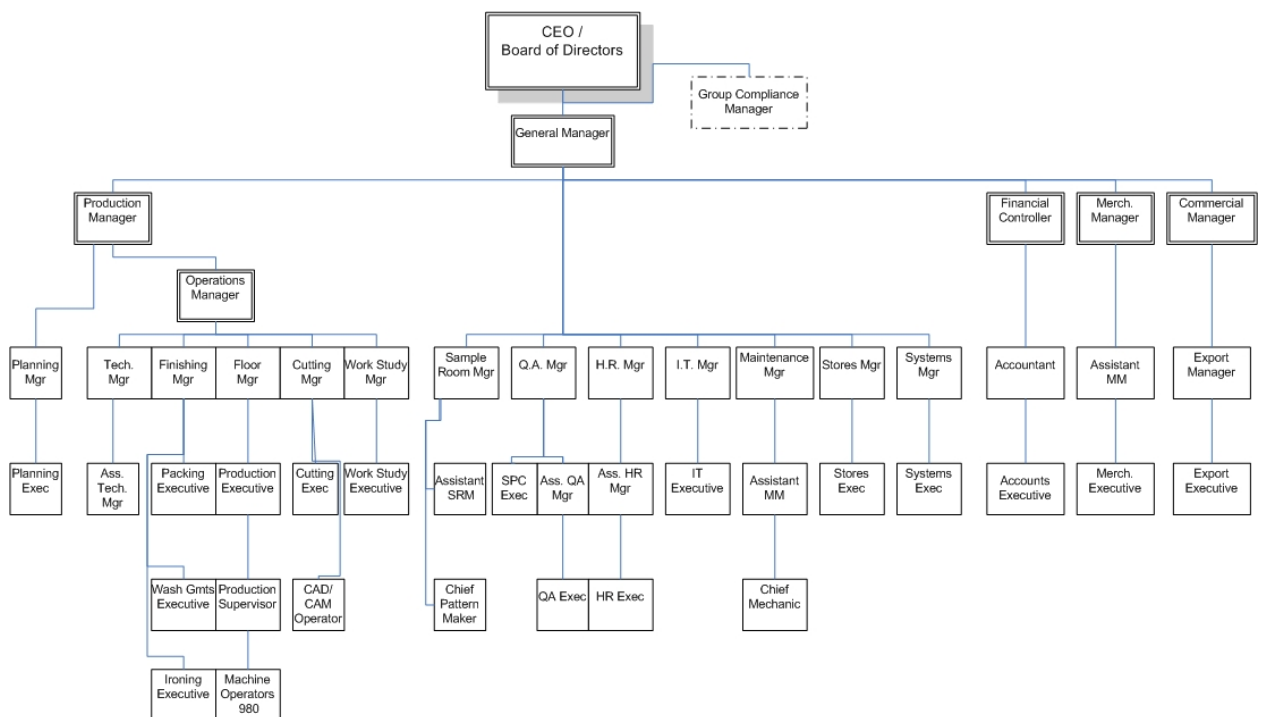 CEO /
Board of Directors
Group Compliance
Manager
General Manager
Production
Manager
Financial
Controller
Merch.
Manager
Commercial
Manager
Operations
Manager
Planning
Mgr
Tech.
Mgr
Finishing
Mgr
Floor
Mgr
Cutting
Mgr
Work Study
Mgr
Sample
Room Mgr
Q.A. Mgr
H.R. Mgr
I.T. Mgr
Maintenance
Mgr
Stores Mgr
Systems
Mgr
Accountant
Assistant
MM
Export
Manager
Planning
Exec
Ass.
Tech.
Mgr
Packing
Executive
Production
Executive
Cutting
Exec
Work Study
Executive
Assistant
SRM
SPC
Exec
Ass. QA
Mgr
Ass. HR
Mgr
IT
Executive
Assistant
MM
Stores
Exec
Systems
Exec
Accounts
Executive
Merch.
Executive
Export
Executive
Wash Gmts
Executive
Production
Supervisor
CAD/
CAM
Operator
Chief
Pattern
Maker
QA Exec
HR Exec
Chief
Mechanic
Ironing
Executive
Machine
Operators
980